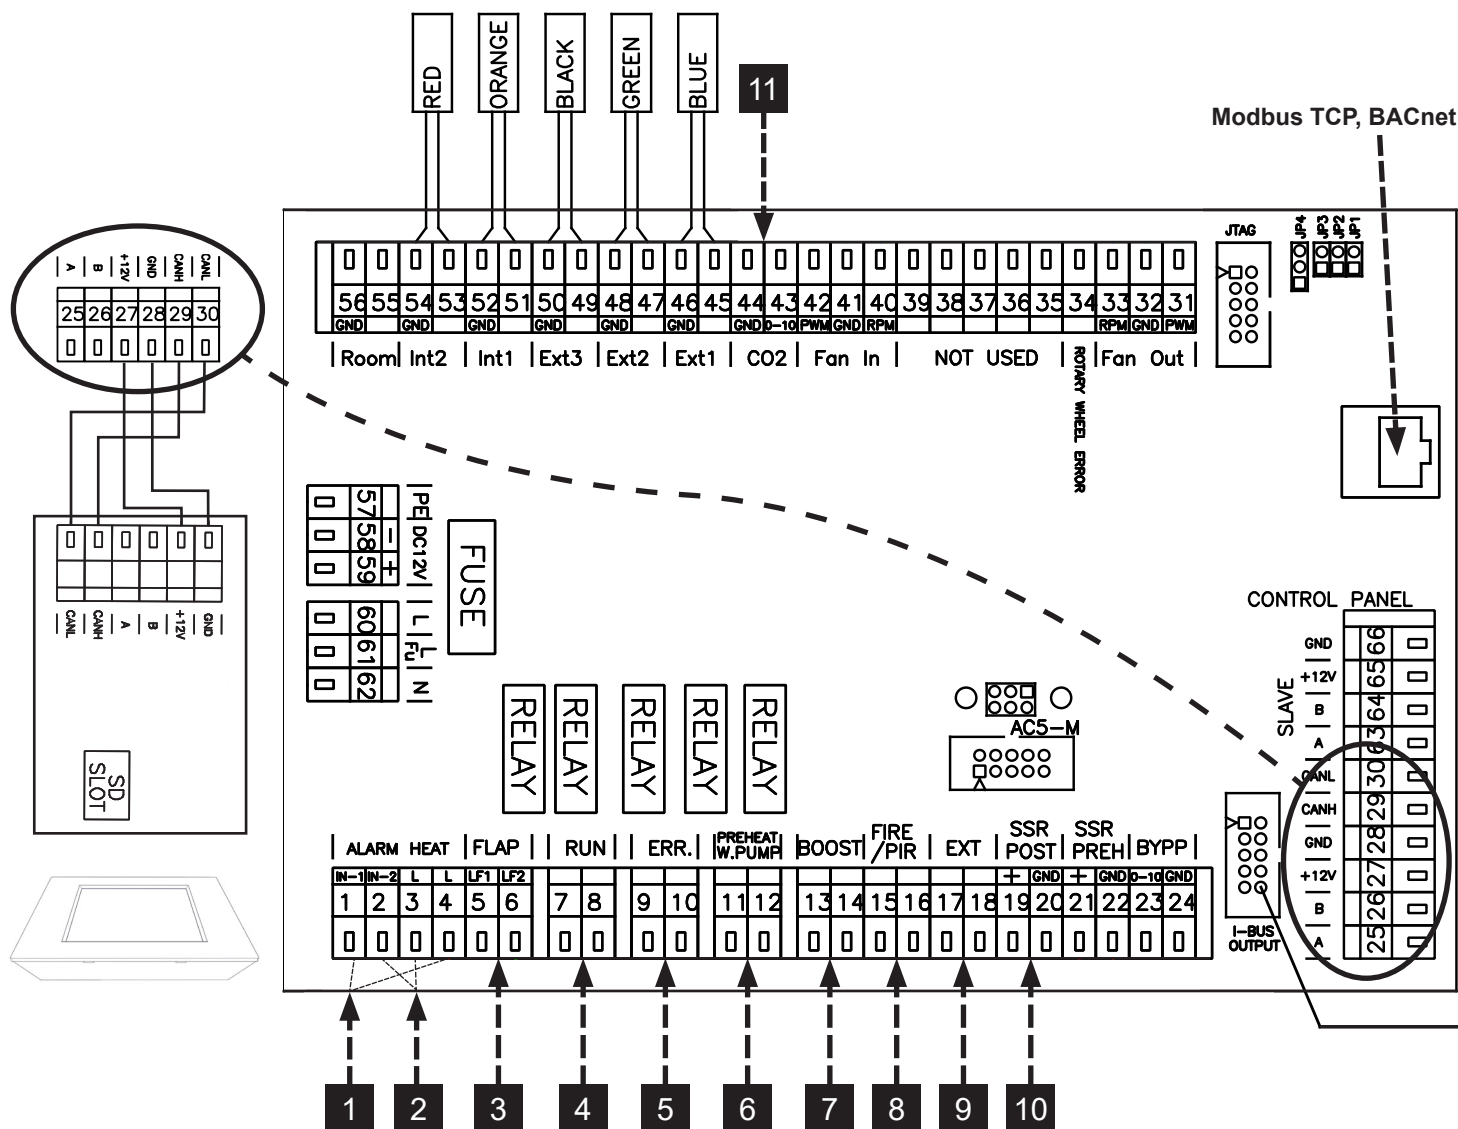 RED
ORANGE
BLACK
GREEN
BLUE
11
Modbus TCP, BACnet
JTAG
JP4
JP3
JP2
JP1
56 55 54 53 52 51 50 49 48 47 46 45 44 43 42 41 40 39 38 37 36 35 34 33 32 31
GND GND GND GND GND GND GND 0-10 PWM GND RPM RPM GND PWM
Room Int2 Int1 Ext3 Ext2 Ext1 CO2 Fan In NOT USED ROTARY WHEEL ERROR Fan Out
A B +12V GND CANH CANL
25 26 27 28 29 30
CANL CANH A B +12V GND
SD SLOT
57 PE
58 -
59 +
DC12V
60 L
61 L Fu
62 N
FUSE
RELAY
RELAY
RELAY
RELAY
RELAY
AC5-M
CONTROL PANEL
SLAVE
GND 66
+12V 65
B 64
A 63
CANL 30
CANH 29
GND 28
+12V 27
B 26
A 25
I-BUS
OUTPUT
ALARM HEAT FLAP RUN ERR. PREHEAT W.PUMP BOOST FIRE /PIR EXT SSR POST SSR PREH BYPP
IN-1 IN-2 L L LF1 LF2 + GND + GND 0-10 GND
1 2 3 4 5 6 7 8 9 10 11 12 13 14 15 16 17 18 19 20 21 22 23 24
1 2 3 4 5 6 7 8 9 10